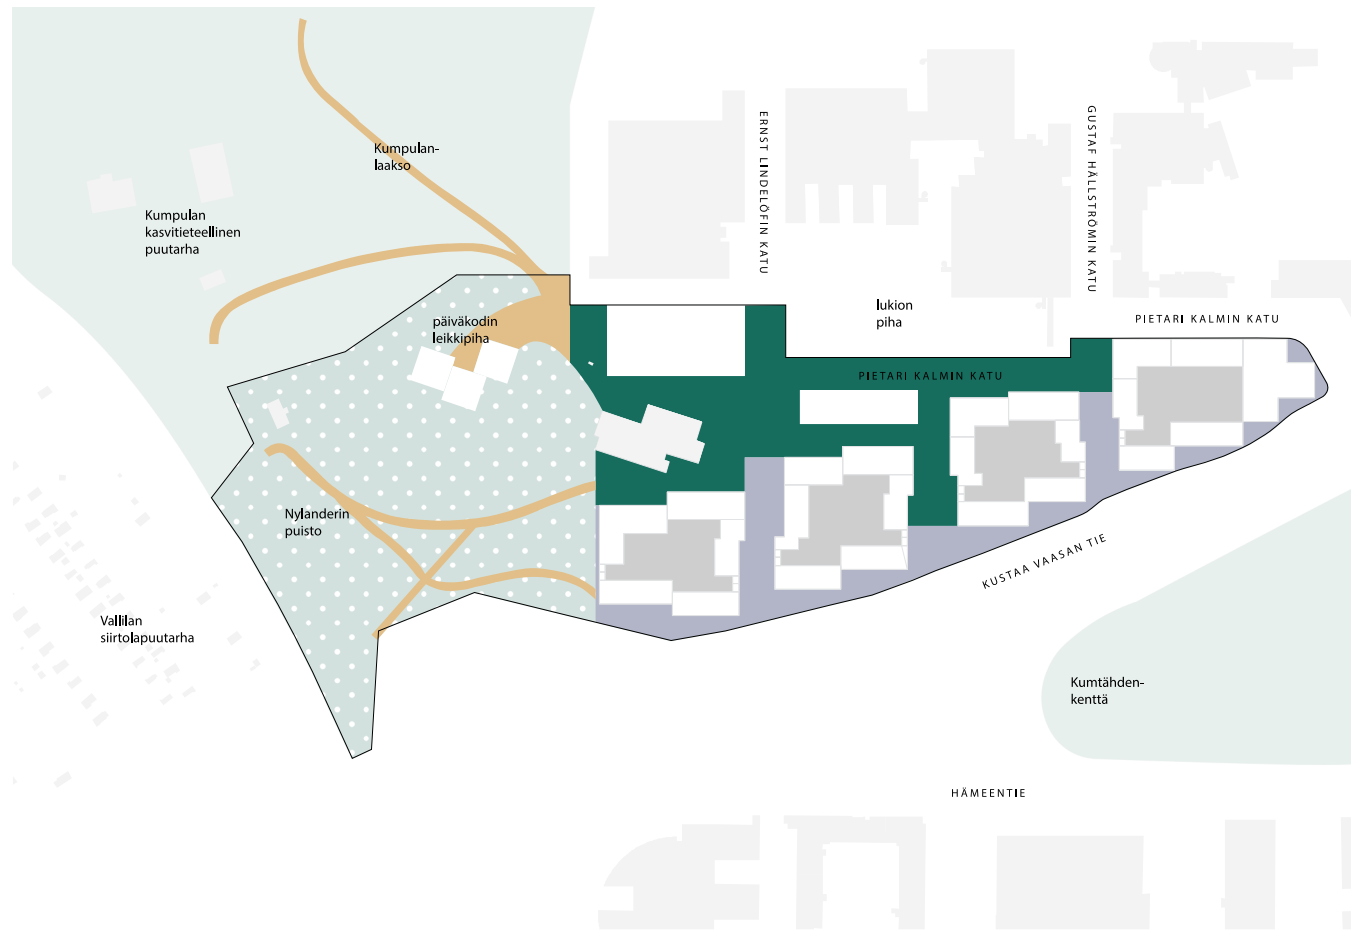 ERNST LINDELÖFIN KATU
GUSTAF HÄLLSTRÖMIN KATU
Kumpulan-
laakso
Kumpulan
kasvitieteellinen
puutarha
lukion
piha
PIETARI KALMIN KATU
päiväkodin
leikkipiha
PIETARI KALMIN KATU
Nylanderin
puisto
KUSTAA VAASAN TIE
Vallilan
siirtolapuutarha
Kumtähden-
kenttä
HÄMEENTIE